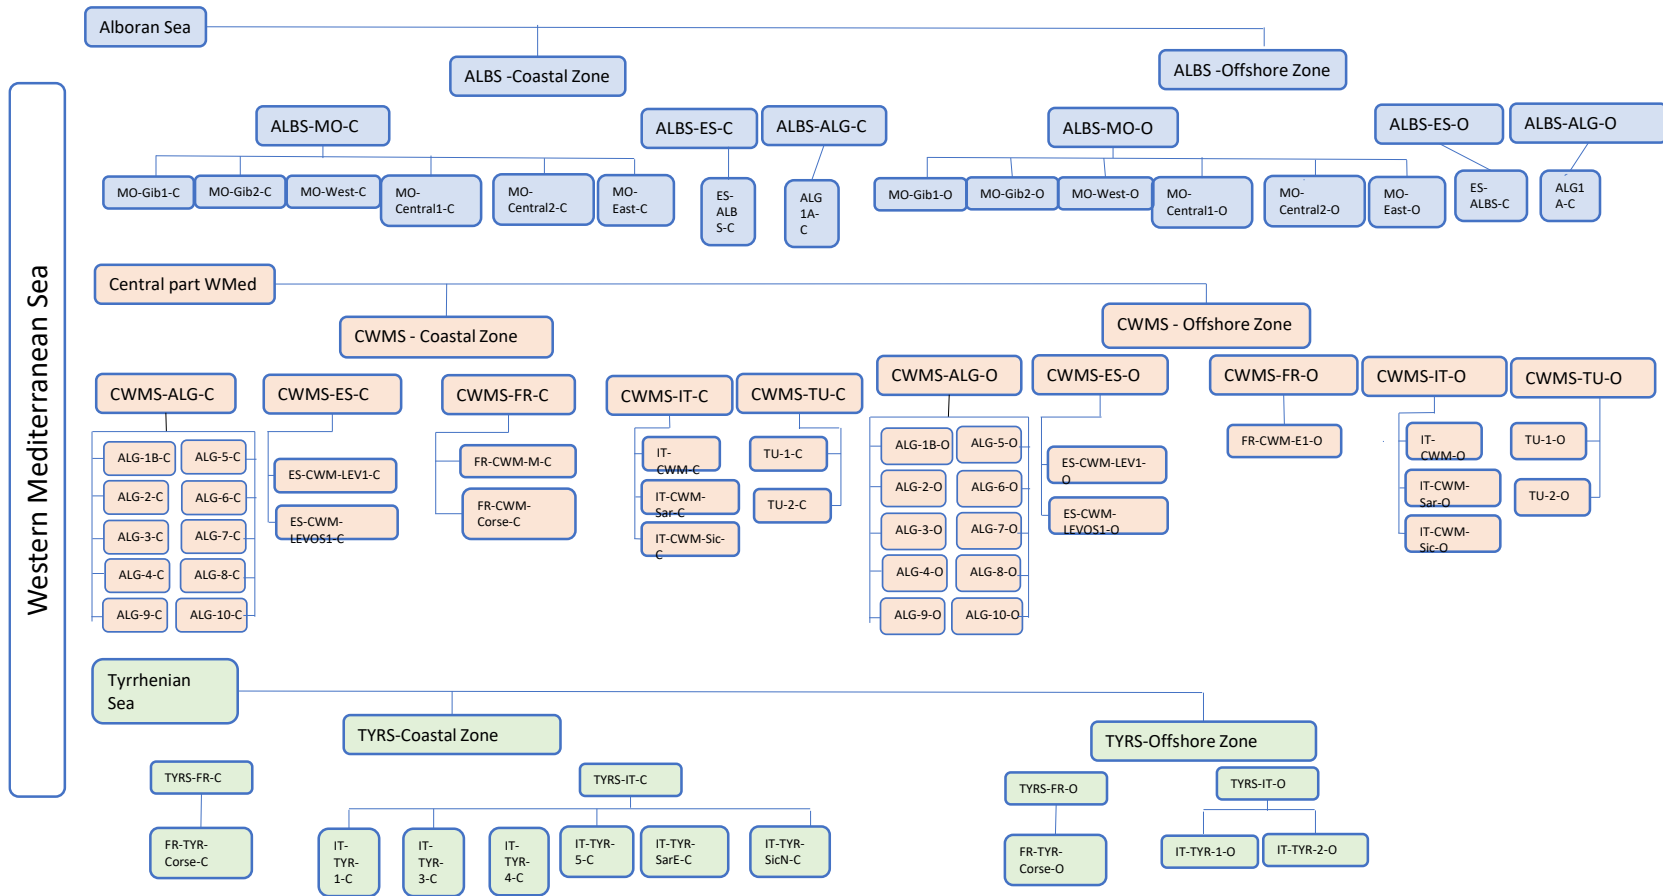 Western Mediterranean Sea
Alboran Sea
ALBS -Coastal Zone
ALBS -Offshore Zone
ALBS-MO-C
ALBS-ES-C
ALBS-ALG-C
ALBS-MO-O
ALBS-ES-O
ALBS-ALG-O
MO-Gib1-C
MO-Gib2-C
MO-West-C
MO-
Central1-C
MO-
Central2-C
MO-
East-C
ES-
ALB
S-C
ALG
1A-
C
MO-Gib1-O
MO-Gib2-O
MO-West-O
MO-
Central1-O
MO-
Central2-O
MO-
East-O
ES-
ALBS-C
ALG1
A-C
Central part WMed
CWMS - Coastal Zone
CWMS - Offshore Zone
CWMS-ALG-C
CWMS-ES-C
CWMS-FR-C
CWMS-IT-C
CWMS-TU-C
CWMS-ALG-O
CWMS-ES-O
CWMS-FR-O
CWMS-IT-O
CWMS-TU-O
ALG-1B-C
ALG-5-C
ALG-2-C
ALG-6-C
ALG-3-C
ALG-7-C
ALG-4-C
ALG-8-C
ALG-9-C
ALG-10-C
ES-CWM-LEV1-C
ES-CWM-
LEVOS1-C
FR-CWM-M-C
FR-CWM-
Corse-C
IT-
CWM-C
IT-CWM-
Sar-C
IT-CWM-Sic-
C
TU-1-C
TU-2-C
ALG-1B-O
ALG-5-O
ALG-2-O
ALG-6-O
ALG-3-O
ALG-7-O
ALG-4-O
ALG-8-O
ALG-9-O
ALG-10-O
ES-CWM-LEV1-
O
ES-CWM-
LEVOS1-O
FR-CWM-E1-O
IT-
CWM-O
IT-CWM-
Sar-O
IT-CWM-
Sic-O
TU-1-O
TU-2-O
Tyrrhenian
Sea
TYRS-Coastal Zone
TYRS-Offshore Zone
TYRS-FR-C
TYRS-IT-C
TYRS-FR-O
TYRS-IT-O
FR-TYR-
Corse-C
IT-
TYR-
1-C
IT-
TYR-
3-C
IT-
TYR-
4-C
IT-TYR-
5-C
IT-TYR-
SarE-C
IT-TYR-
SicN-C
FR-TYR-
Corse-O
IT-TYR-1-O
IT-TYR-2-O